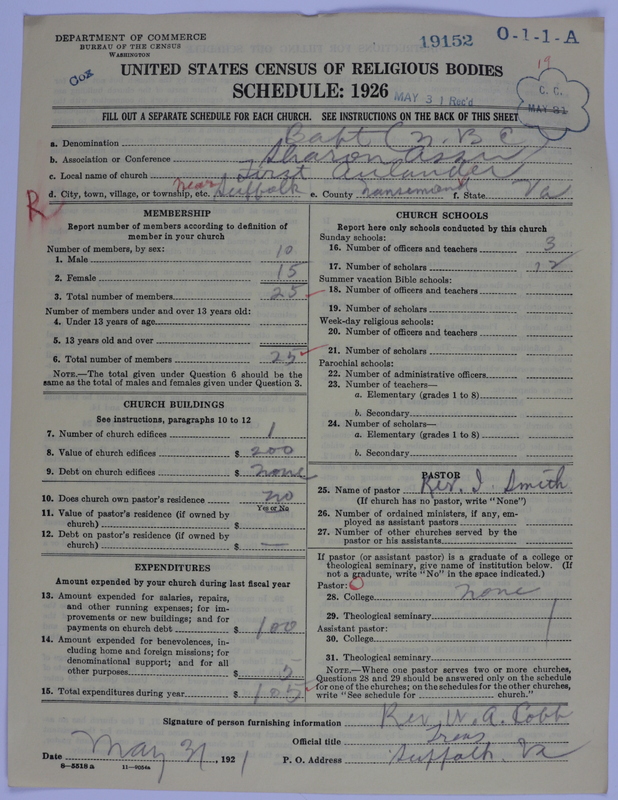 DEPARTMENT OF COMMERCE
BUREAU OF THE CENSUS
WASHINGTON
19152 0-1-1-A
Cox
UNITED STATES CENSUS OF RELIGIOUS BODIES
SCHEDULE: 1926
MAY 31 Rec'd
19
C. C.
MAY 31
FILL OUT A SEPARATE SCHEDULE FOR EACH CHURCH. SEE INSTRUCTIONS ON THE BACK OF THIS SHEET
a. Denomination Bapt (N. B. C
b. Association or Conference Sharon Assn
c. Local name of church First Aulander
d. City, town, village, or township, etc. near Suffolk e. County Nansemond f. State Va
R
MEMBERSHIP
Report number of members according to definition of
member in your church
Number of members, by sex:
1. Male 10
2. Female 15
3. Total number of members 25
Number of members under and over 13 years old:
4. Under 13 years of age
5. 13 years old and over
6. Total number of members 25
NOTE.—The total given under Question 6 should be the
same as the total of males and females given under Question 3.
CHURCH BUILDINGS
See instructions, paragraphs 10 to 12
7. Number of church edifices 1
8. Value of church edifices $ 200
9. Debt on church edifices $ none
10. Does church own pastor's residence no
Yes or No
11. Value of pastor's residence (if owned by
church) $
12. Debt on pastor's residence (if owned by
church) $ —
EXPENDITURES
Amount expended by your church during last fiscal year
13. Amount expended for salaries, repairs,
and other running expenses; for im-
provements or new buildings; and for
payments on church debt $ 100
14. Amount expended for benevolences, in-
cluding home and foreign missions; for
denominational support; and for all
other purposes $ 5
15. Total expenditures during year $ 105
CHURCH SCHOOLS
Report here only schools conducted by this church
Sunday schools:
16. Number of officers and teachers 3
17. Number of scholars 12
Summer vacation Bible schools:
18. Number of officers and teachers
19. Number of scholars
Week-day religious schools:
20. Number of officers and teachers
21. Number of scholars
Parochial schools:
22. Number of administrative officers
23. Number of teachers—
a. Elementary (grades 1 to 8)
b. Secondary
24. Number of scholars—
a. Elementary (grades 1 to 8)
b. Secondary
PASTOR
25. Name of pastor Rev. I. Smith
(If church has no pastor, write "None")
26. Number of ordained ministers, if any, em-
ployed as assistant pastors
27. Number of other churches served by the
pastor or his assistants
If pastor (or assistant pastor) is a graduate of a college or
theological seminary, give name of institution below. (If
not a graduate, write "No" in the space indicated.)
Pastor: O
28. College none
29. Theological seminary
Assistant pastor:
30. College
31. Theological seminary
NOTE.—Where one pastor serves two or more churches,
Questions 28 and 29 should be answered only on the schedule
for one of the churches; on the schedules for the other churches,
write "See schedule for church."
Signature of person furnishing information Rev. W. A. Cobb
Official title Treas
Date May 31, 1921 P. O. Address Suffolk, Va
8—5518 a 11—9054a